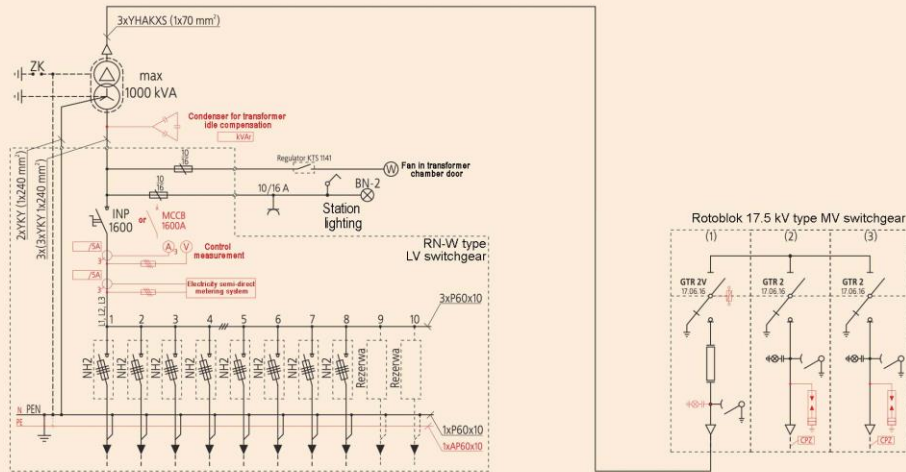 3xYHAKXS (1x70 mm²)
ZK
max
1000 kVA
Condenser for transformer
idle compensation
kVAr
2xYKY (1x240 mm²)
3x(3xYKY 1x240 mm²)
10
16
Regulator KTS 1141
W
Fan in transformer
chamber door
10
16
10/16 A
BN-2
Station
lighting
INP
1600
or
MCCB
1600A
/5A
3
A
3
V
Control
measurement
/5A
3
Electricity semi-direct
metering system
RN-W type
LV switchgear
3xP60x10
L1, L2, L3
1
2
3
4
5
6
7
8
9
10
NH2
NH2
NH2
NH2
NH2
NH2
NH2
NH2
Rezerwa
Rezerwa
N
PEN
PE
1xP60x10
1xAP60x10
Rotoblok 17.5 kV type MV switchgear
(1)
(2)
(3)
GTR 2V
17.06.16
GTR 2
17.06.16
GTR 2
17.06.16
CPZ
CPZ